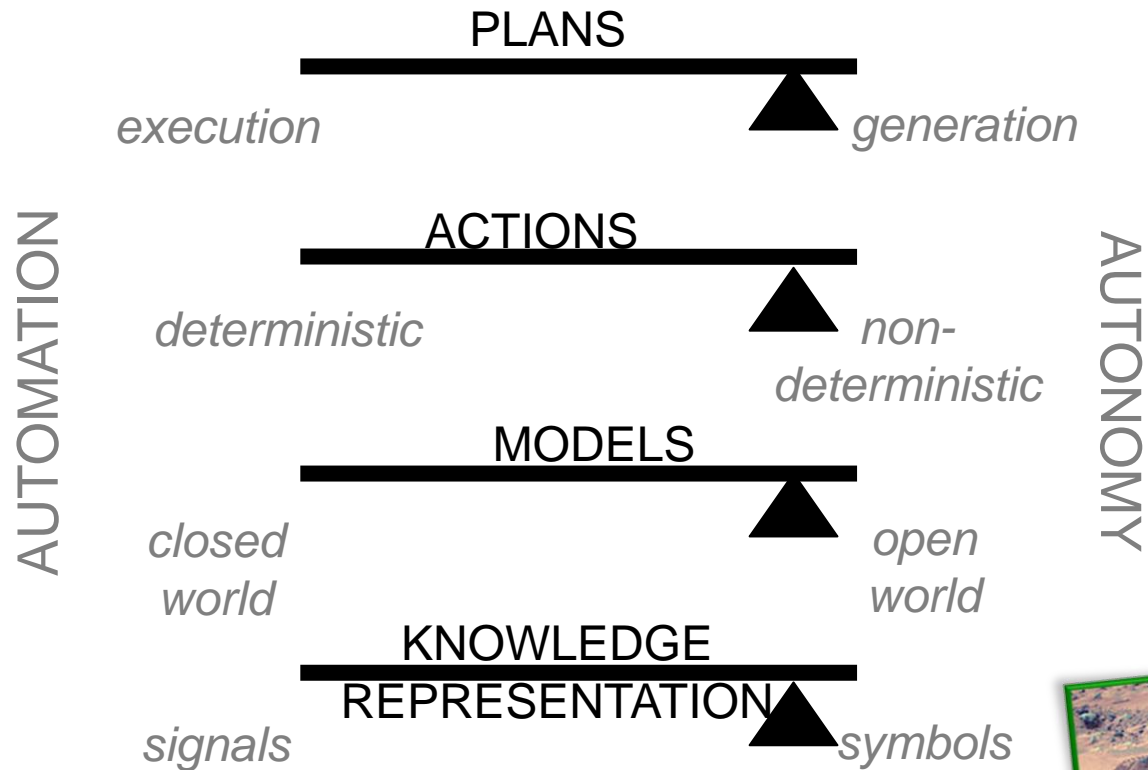 PLANS
execution
generation
AUTOMATION
AUTONOMY
ACTIONS
deterministic
non-
deterministic
MODELS
closed
world
open
world
KNOWLEDGE
REPRESENTATION
signals
symbols